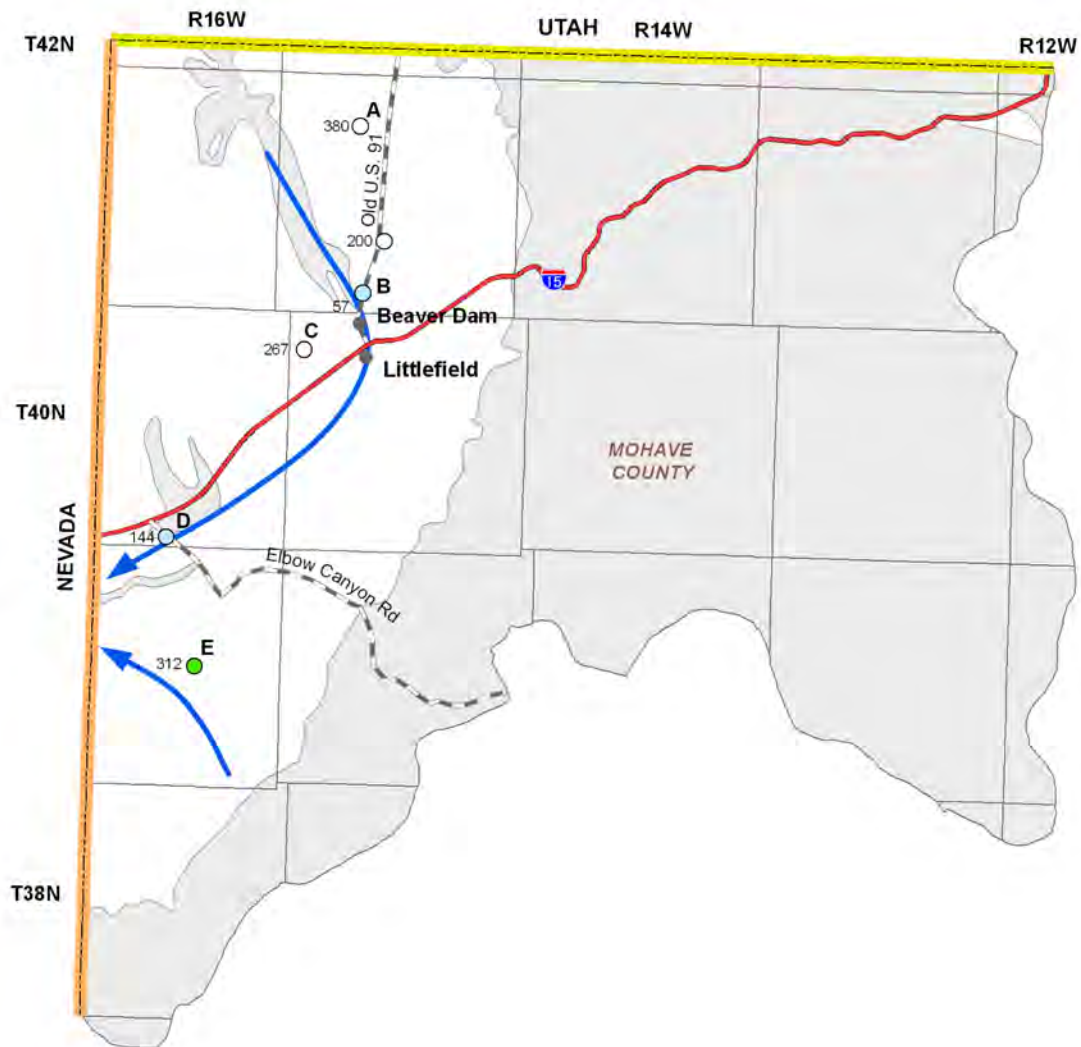 R16W
UTAH
R14W
R12W
T42N
A
380
Old U.S. 91
200
B
57
15
Beaver Dam
C
267
Littlefield
T40N
MOHAVE
COUNTY
D
144
NEVADA
Elbow Canyon Rd
E
312
T38N